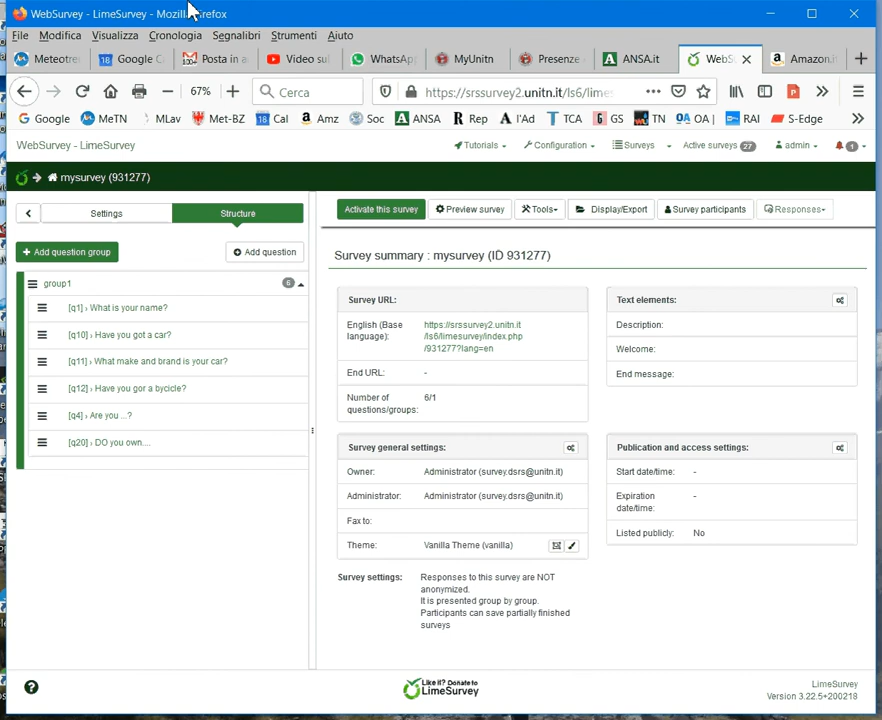 WebSurvey - LimeSurvey - Mozilla Firefox
File Modifica Visualizza Cronologia Segnalibri Strumenti Aiuto
Meteotre Google C Posta in a Video su WhatsAp MyUnitn Presenze ANSA.it WebS Amazon.i
67% Cerca https://srssurvey2.unitn.it/ls6/lime
Google MeTN MLav Met-BZ Cal Amz Soc ANSA Rep l'Ad TCA GS TN OA | RAI S-Edge
WebSurvey - LimeSurvey Tutorials Configuration Surveys Active surveys 27 admin 1
mysurvey (931277)
Settings Structure Activate this survey Preview survey Tools Display/Export Survey participants Responses
Add question group Add question
Survey summary : mysurvey (ID 931277)
group1 6
[q1] › What is your name?
[q10] › Have you got a car?
[q11] › What make and brand is your car?
[q12] › Have you gor a bycicle?
[q4] › Are you ...?
[q20] › DO you own....
Survey URL:
English (Base
language):
https://srssurvey2.unitn.it
/ls6/limesurvey/index.php
/931277?lang=en
End URL: -
Number of
questions/groups:
6/1
Text elements:
Description:
Welcome:
End message:
Survey general settings:
Owner: Administrator (survey.dsrs@unitn.it)
Administrator: Administrator (survey.dsrs@unitn.it)
Fax to:
Theme: Vanilla Theme (vanilla)
Publication and access settings:
Start date/time: -
Expiration
date/time:
-
Listed publicly: No
Survey settings: Responses to this survey are NOT
anonymized.
It is presented group by group.
Participants can save partially finished
surveys
Like it? Donate to
LimeSurvey
LimeSurvey
Version 3.22.5+200218